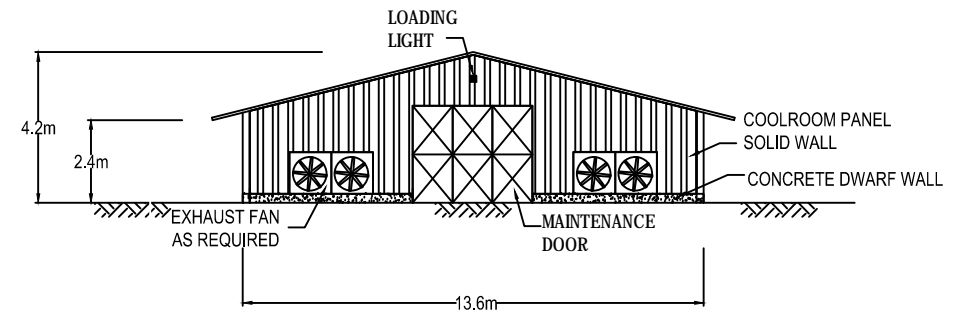 LOADING
LIGHT
4.2m
2.4m
COOLROOM PANEL
SOLID WALL
CONCRETE DWARF WALL
EXHAUST FAN
AS REQUIRED
MAINTENANCE
DOOR
13.6m